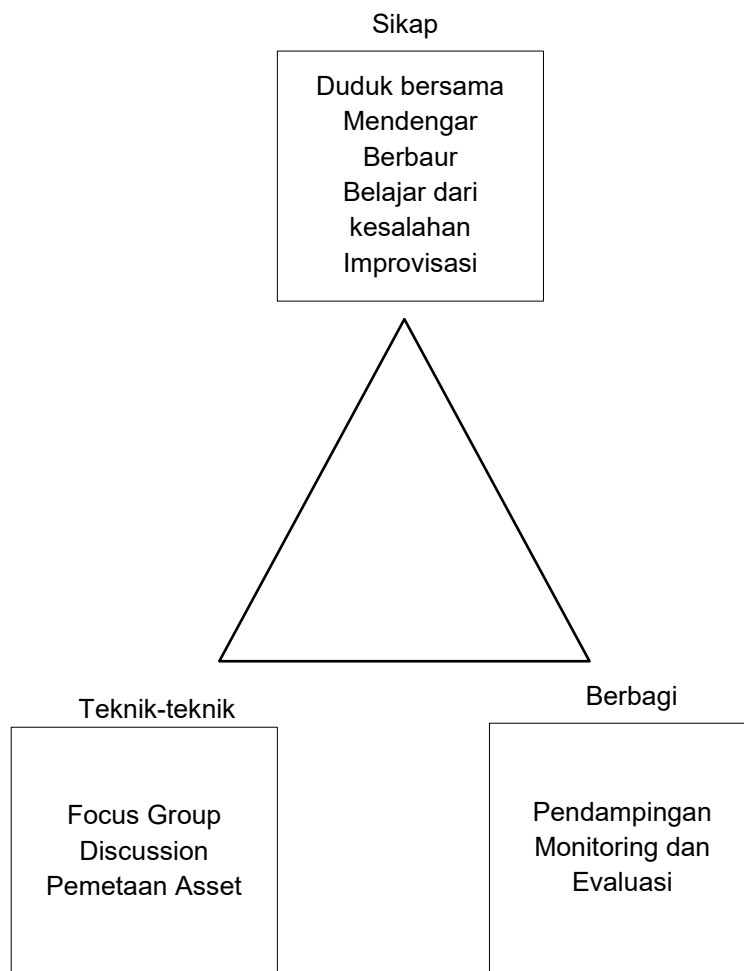 Sikap
Duduk bersama
Mendengar
Berbaur
Belajar dari
kesalahan
Improvisasi
Teknik-teknik
Focus Group
Discussion
Pemetaan Asset
Berbagi
Pendampingan
Monitoring dan
Evaluasi